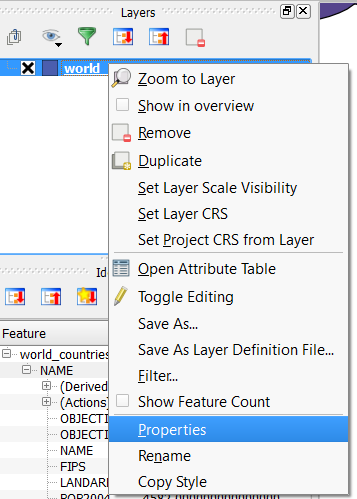 Layers
world
Zoom to Layer
Show in overview
Remove
Duplicate
Set Layer Scale Visibility
Set Layer CRS
Set Project CRS from Layer
Open Attribute Table
Toggle Editing
Save As...
Save As Layer Definition File...
Filter...
Show Feature Count
Properties
Rename
Copy Style
Id
Feature
world_countries
NAME
(Derived
(Actions)
OBJECTI
OBJECTI
NAME
FIPS
LANDAR